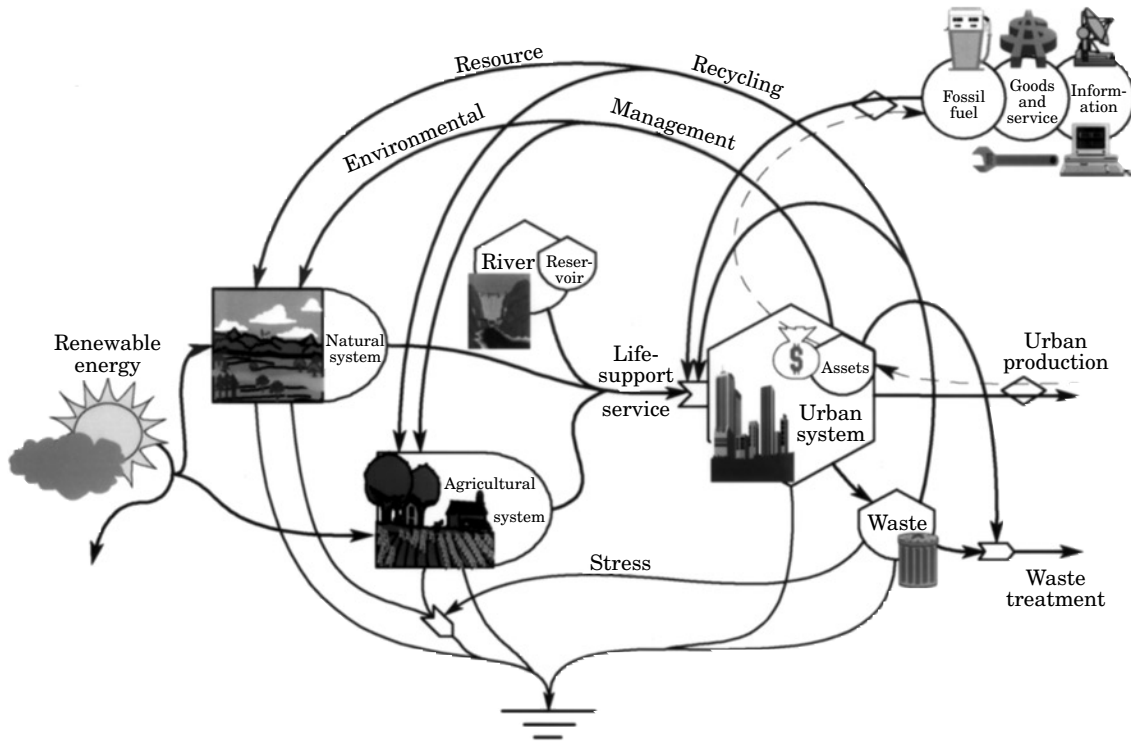 Resource
Recycling
Environmental
Management
Fossil
fuel
Goods
and
service
Inform-
ation
River
Reser-
voir
Renewable
energy
Natural
system
Life-
support
service
$
Assets
Urban
system
Urban
production
Agricultural
system
Waste
Stress
Waste
treatment